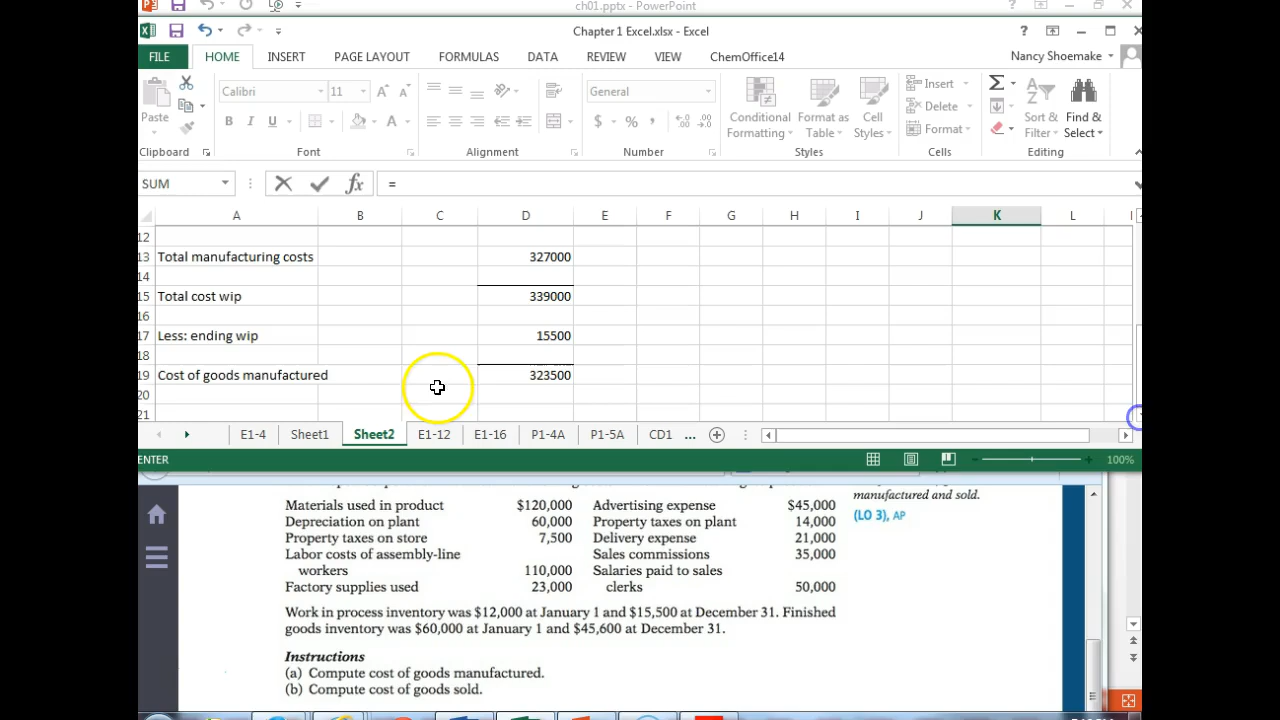 ch01.pptx - PowerPoint
Chapter 1 Excel.xlsx - Excel
FILE HOME INSERT PAGE LAYOUT FORMULAS DATA REVIEW VIEW ChemOffice14 Nancy Shoemake
Calibri 11 General
Paste Conditional Formatting Format as Table Cell Styles Insert Delete Format Sort & Filter Find & Select
Clipboard Font Alignment Number Styles Cells Editing
SUM =
A B C D E F G H I J K L
12
13 Total manufacturing costs 327000
14
15 Total cost wip 339000
16
17 Less: ending wip 15500
18
19 Cost of goods manufactured 323500
20
21
E1-4 Sheet1 Sheet2 E1-12 E1-16 P1-4A P1-5A CD1 ...
ENTER 100%
manufactured and sold.
(LO 3), AP
Materials used in product $120,000 Advertising expense $45,000
Depreciation on plant 60,000 Property taxes on plant 14,000
Property taxes on store 7,500 Delivery expense 21,000
Labor costs of assembly-line Sales commissions 35,000
workers 110,000 Salaries paid to sales
Factory supplies used 23,000 clerks 50,000
Work in process inventory was $12,000 at January 1 and $15,500 at December 31. Finished
goods inventory was $60,000 at January 1 and $45,600 at December 31.
Instructions
(a) Compute cost of goods manufactured.
(b) Compute cost of goods sold.